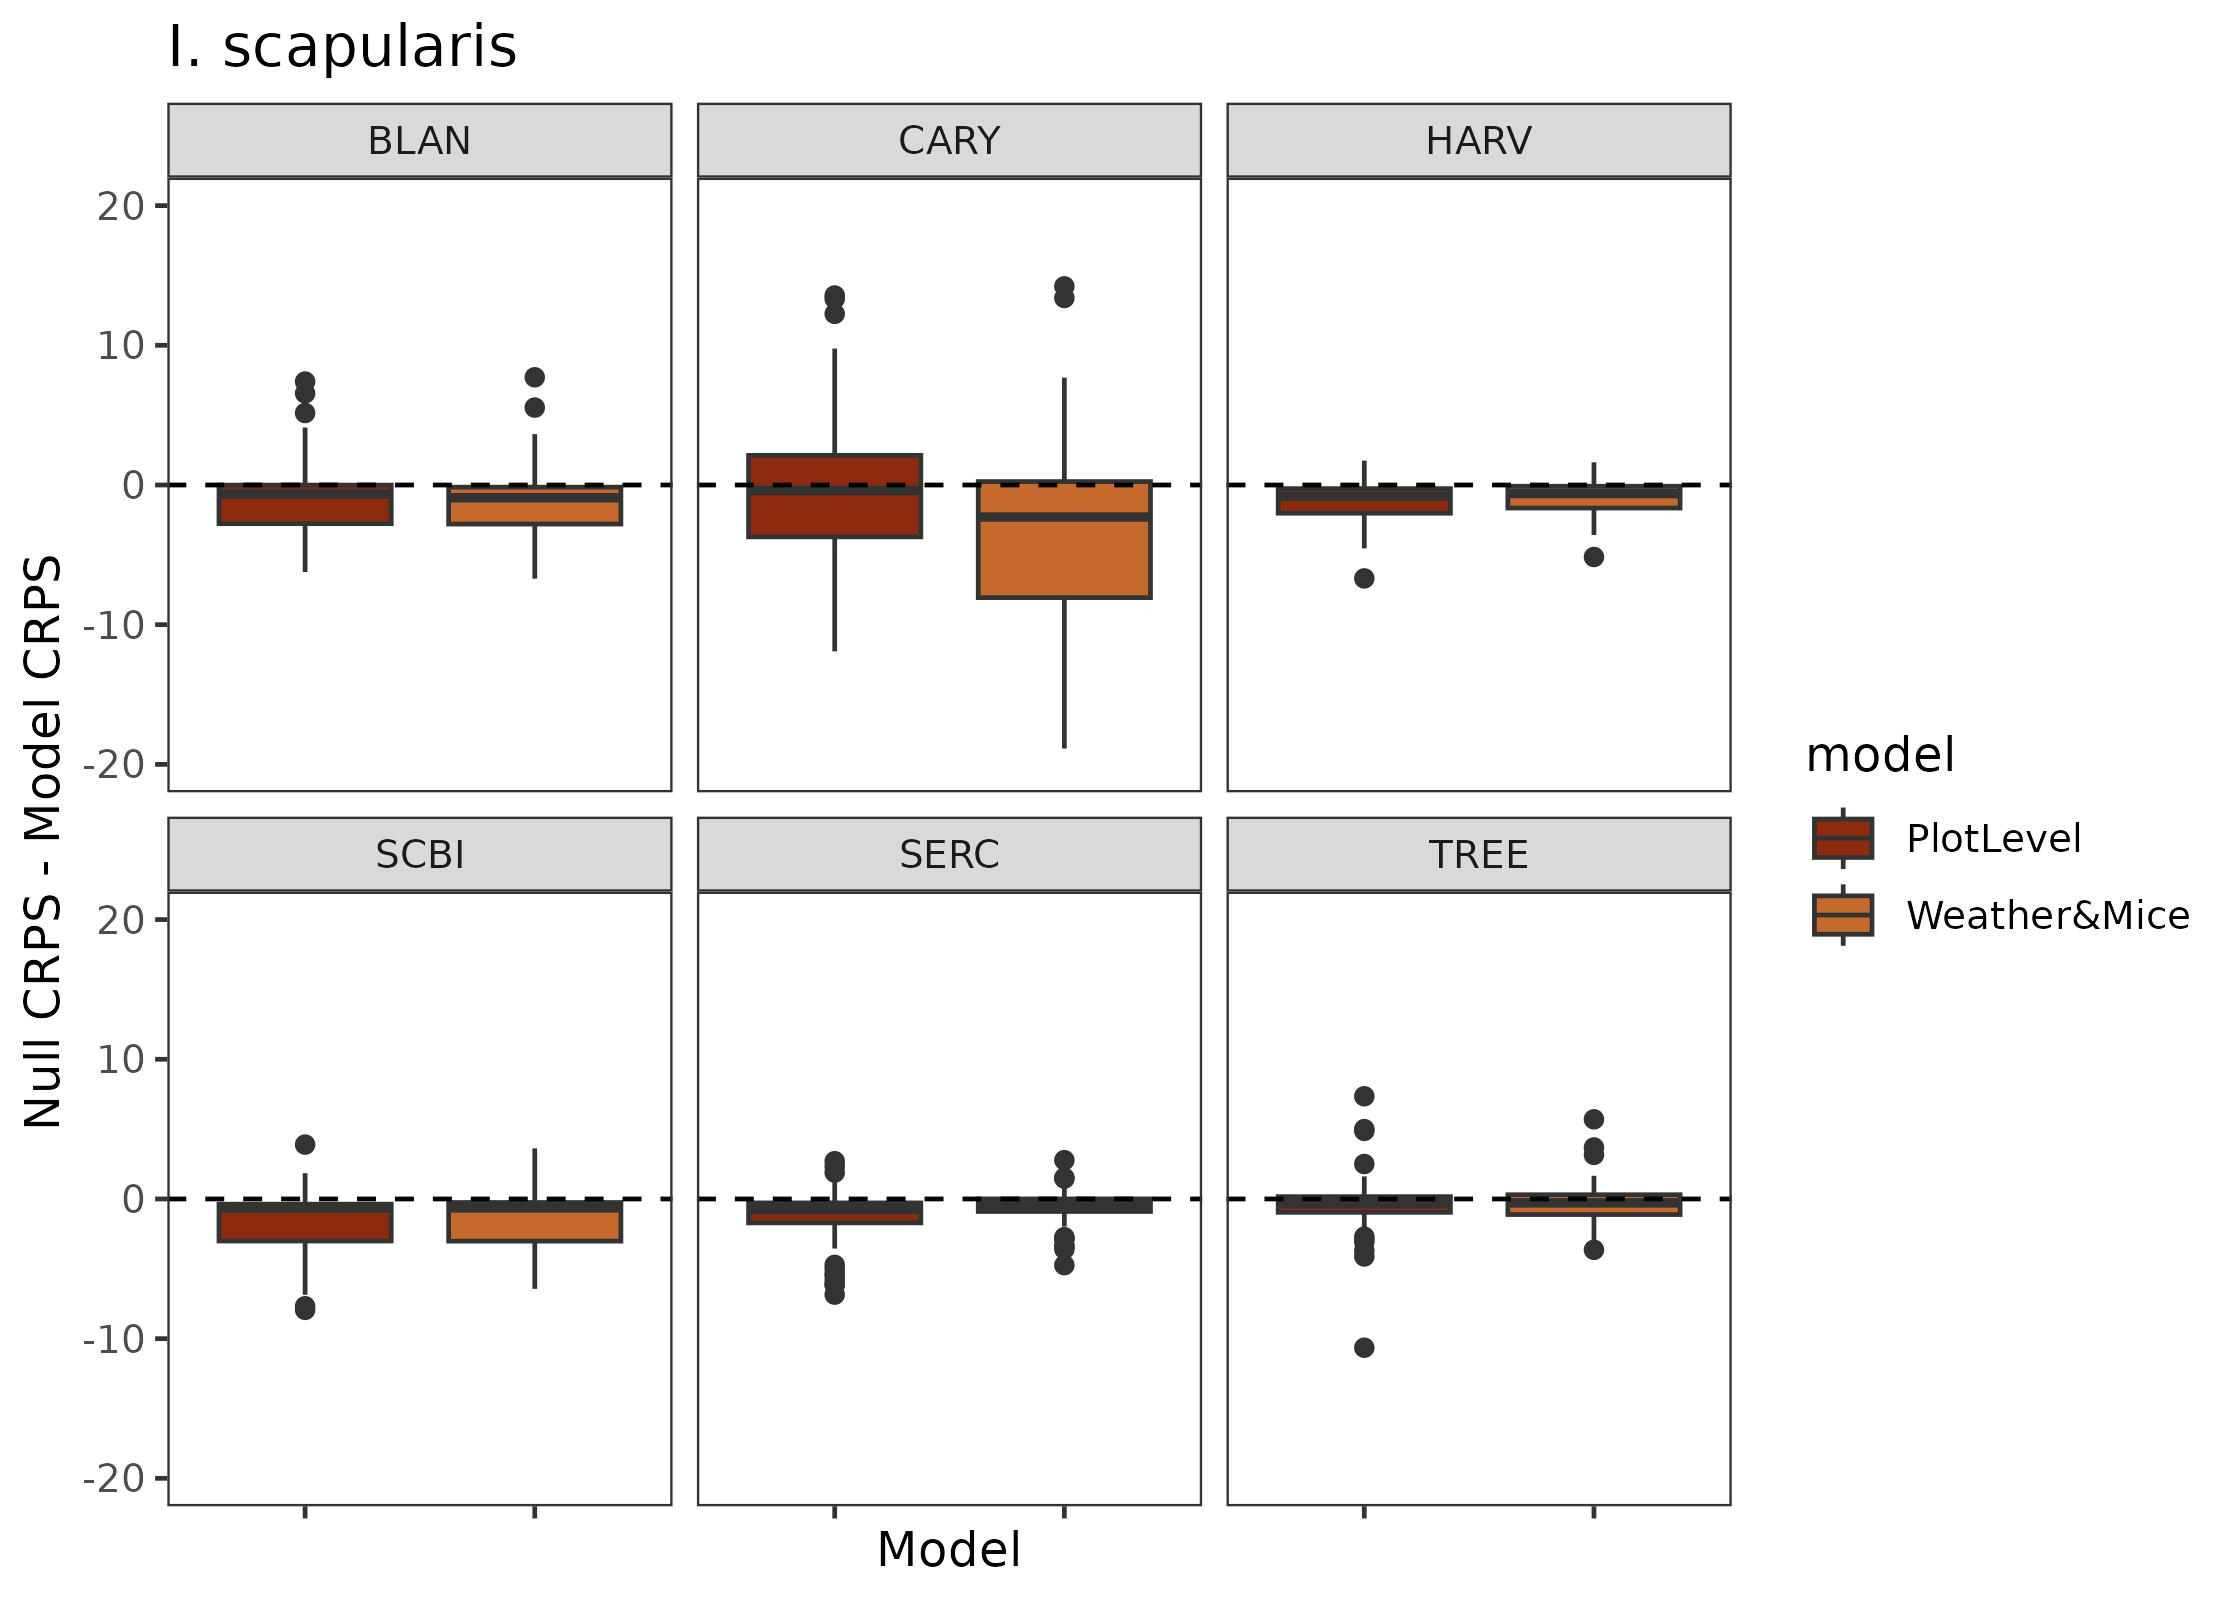 I. scapularis
BLAN
CARY
HARV
20
10
0
-10
-20
SCBI
SERC
TREE
20
10
0
-10
-20
Null CRPS - Model CRPS
Model
model
PlotLevel
Weather&Mice